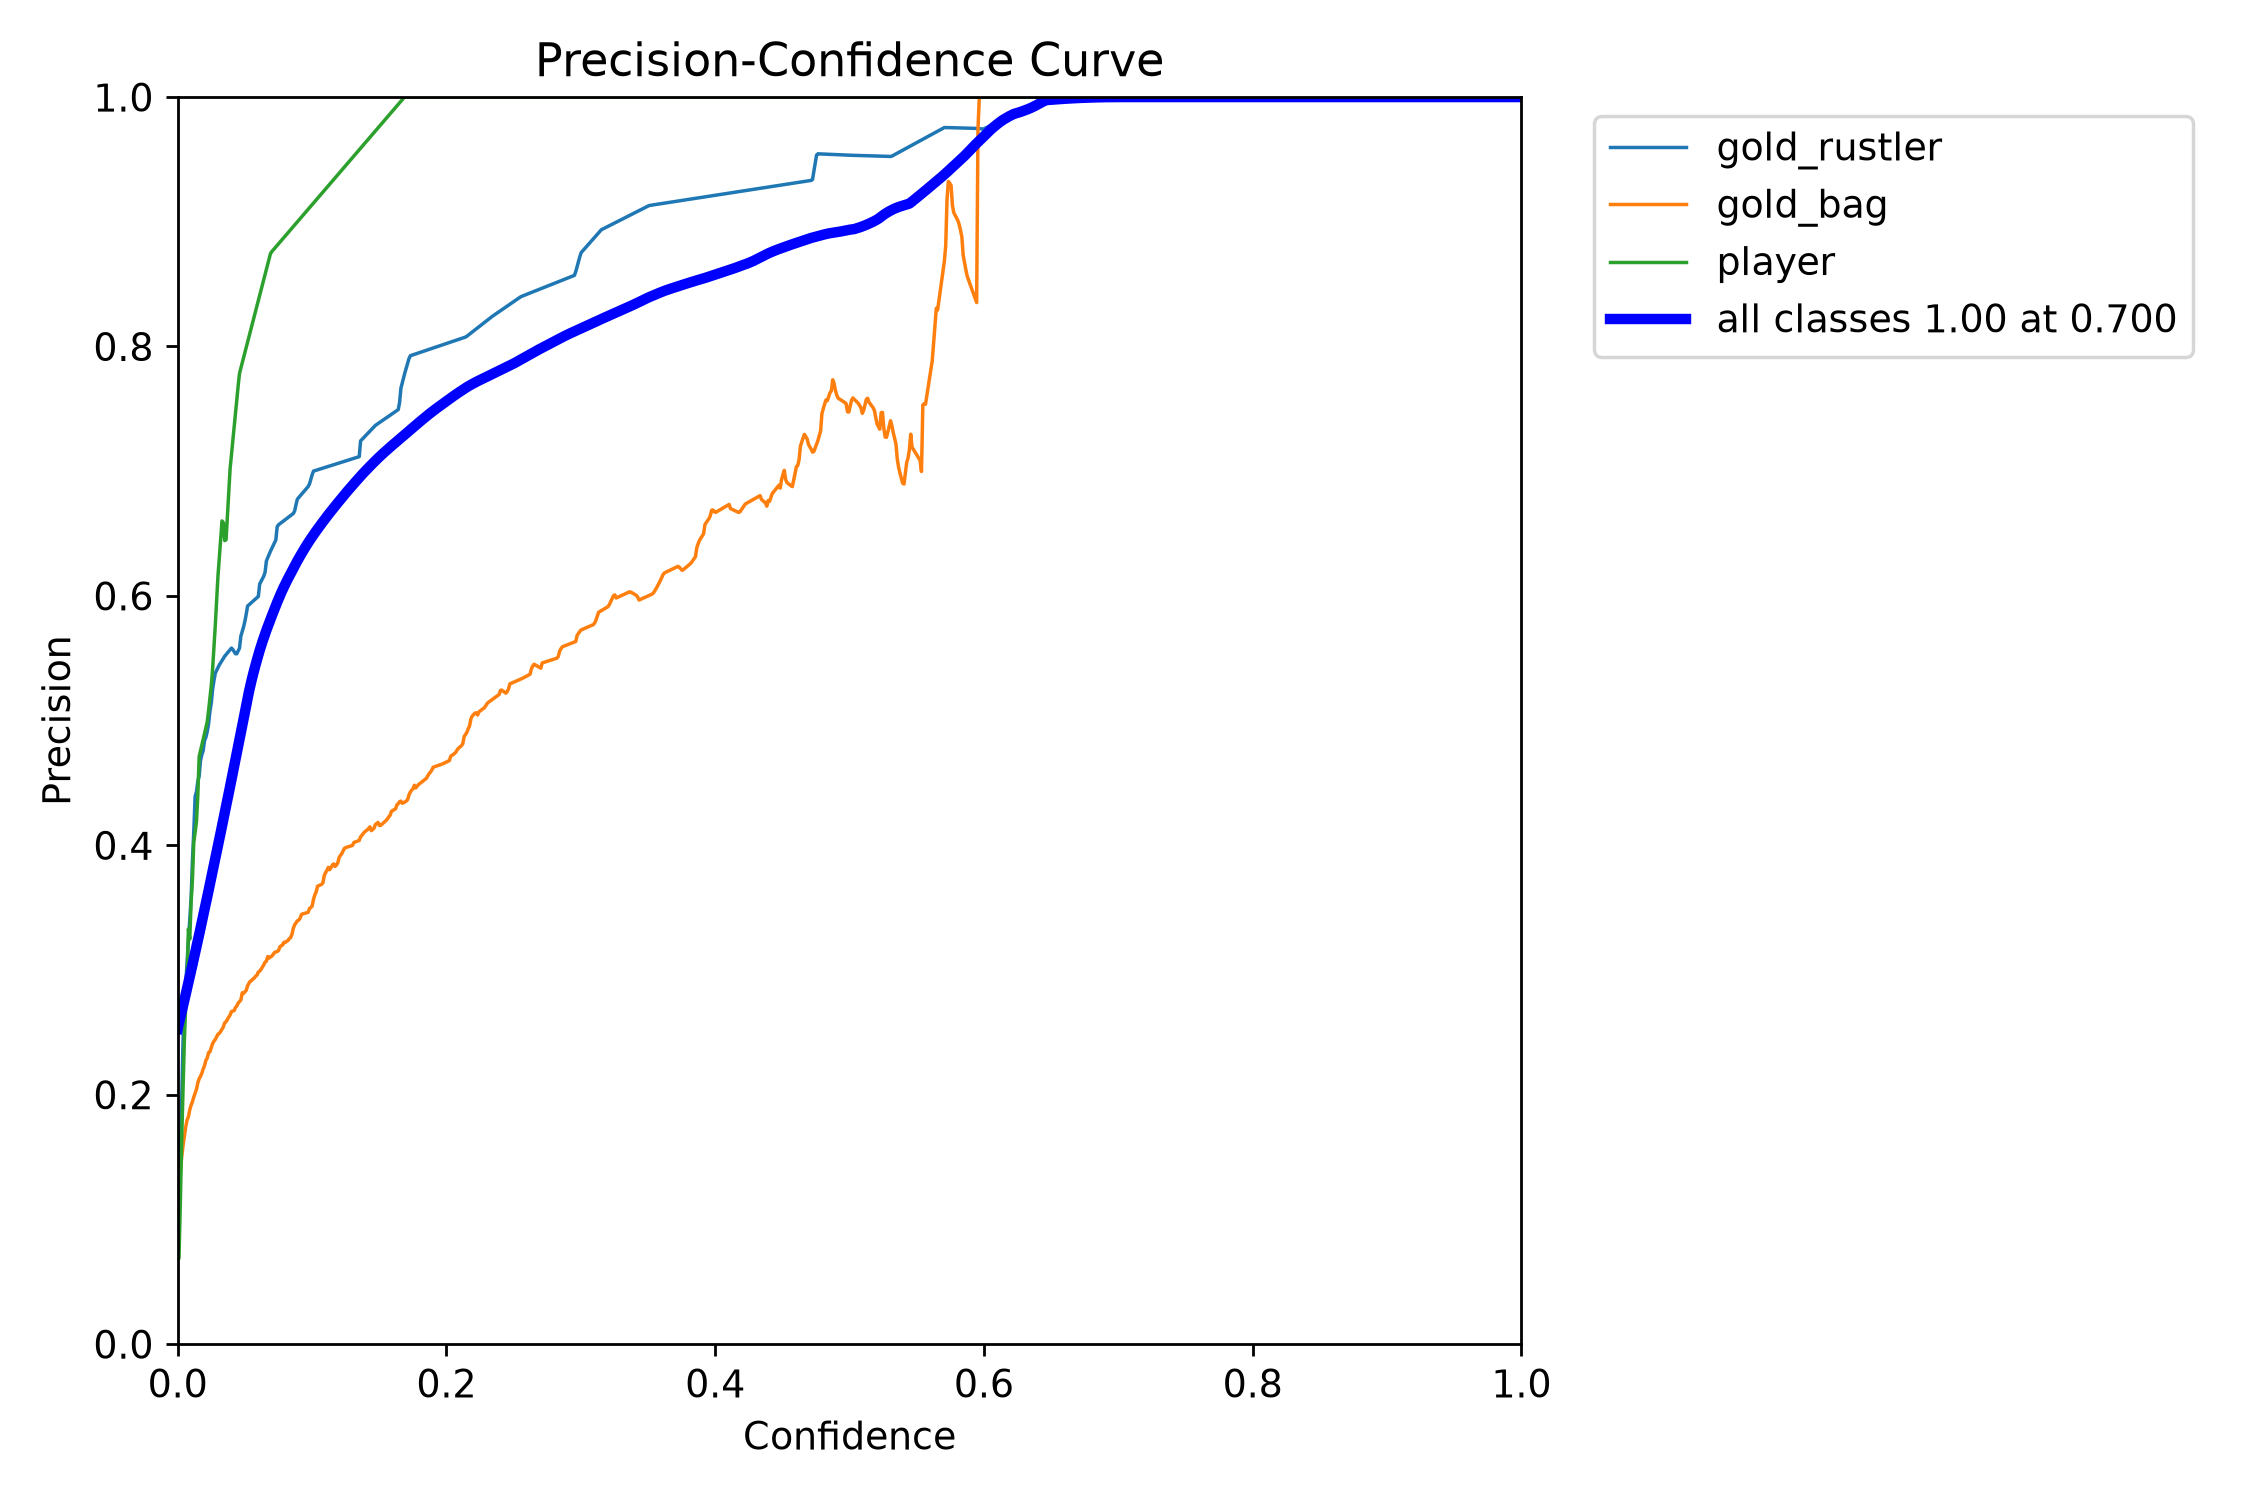 Precision-Confidence Curve
1.0
0.8
0.6
0.4
0.2
0.0
Precision
0.0 0.2 0.4 0.6 0.8 1.0
Confidence
gold_rustler
gold_bag
player
all classes 1.00 at 0.700